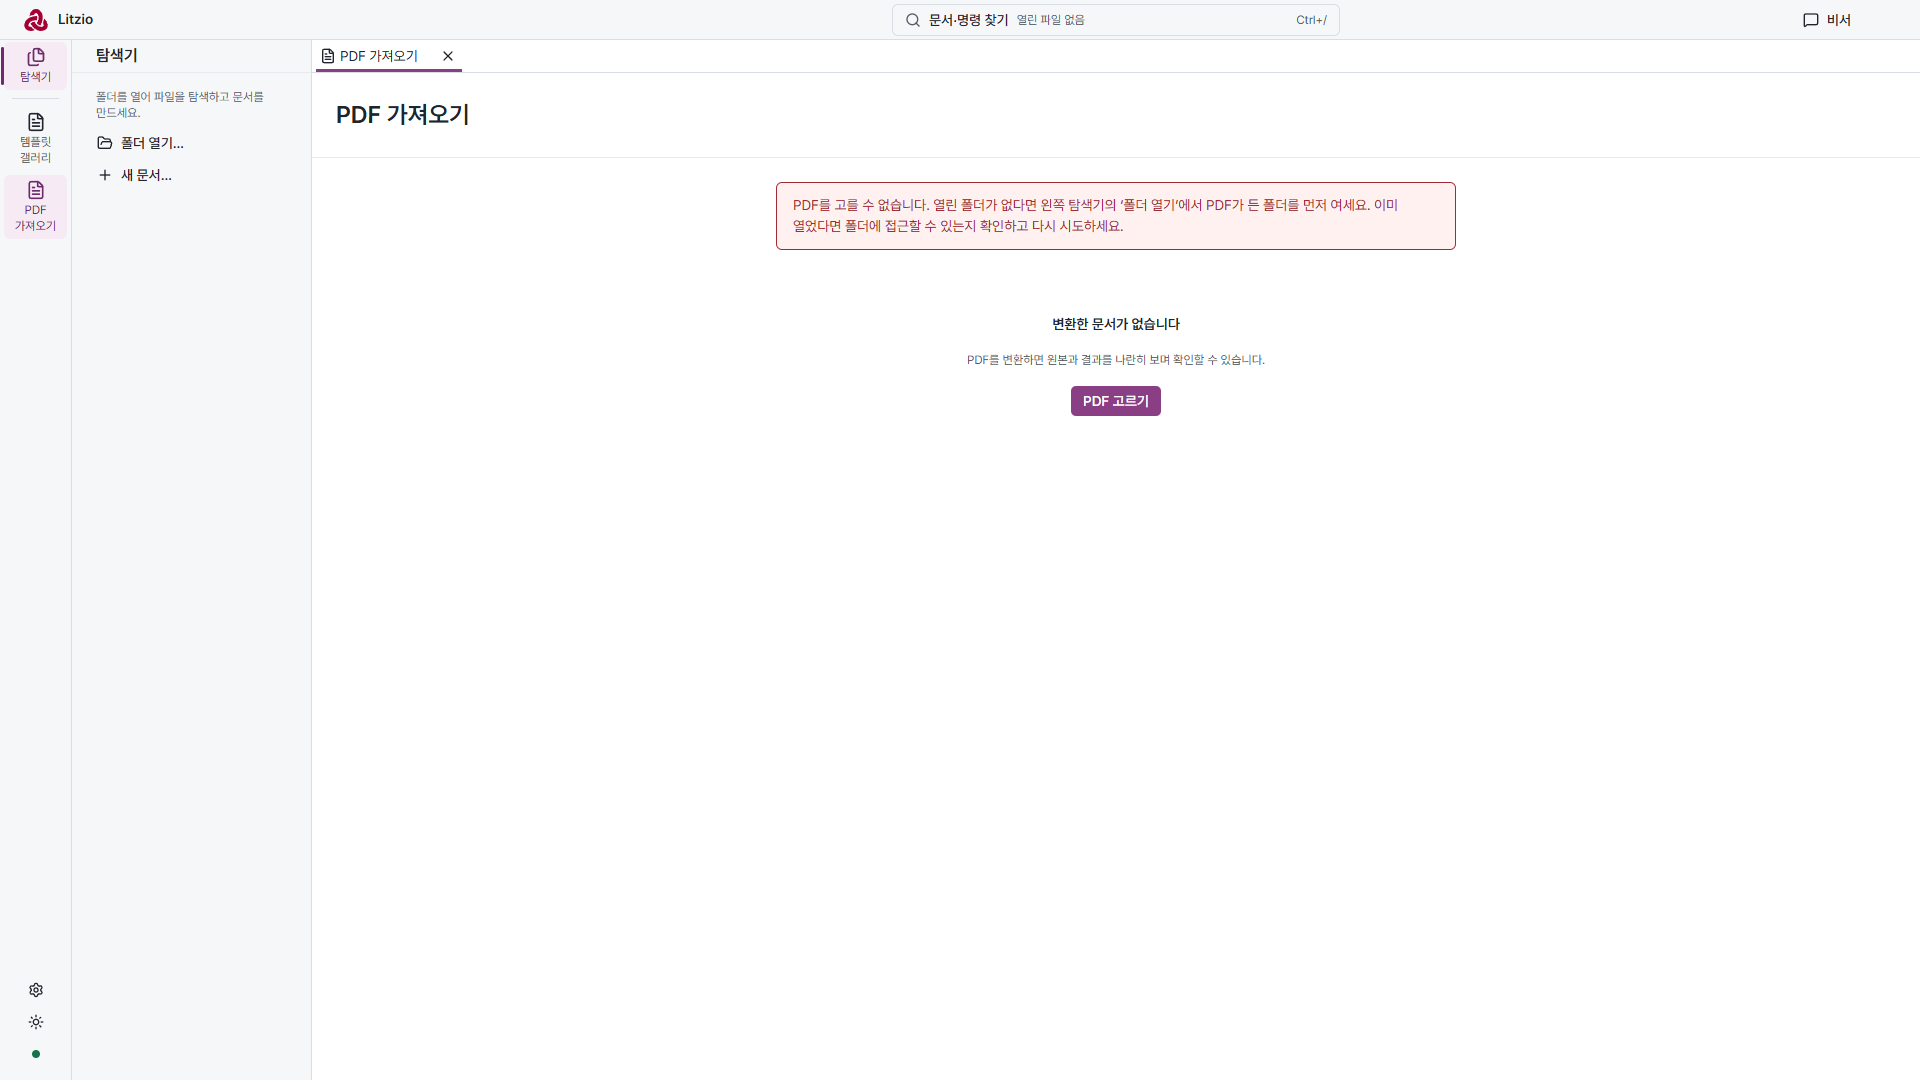 Litzio
문서·명령 찾기 열린 파일 없음 Ctrl+/
비서
탐색기
템플릿
갤러리
PDF
가져오기
탐색기
폴더를 열어 파일을 탐색하고 문서를
만드세요.
폴더 열기...
새 문서...
PDF 가져오기
PDF 가져오기
PDF를 고를 수 없습니다. 열린 폴더가 없다면 왼쪽 탐색기의 ‘폴더 열기’에서 PDF가 든 폴더를 먼저 여세요. 이미
열었다면 폴더에 접근할 수 있는지 확인하고 다시 시도하세요.
변환한 문서가 없습니다
PDF를 변환하면 원본과 결과를 나란히 보며 확인할 수 있습니다.
PDF 고르기